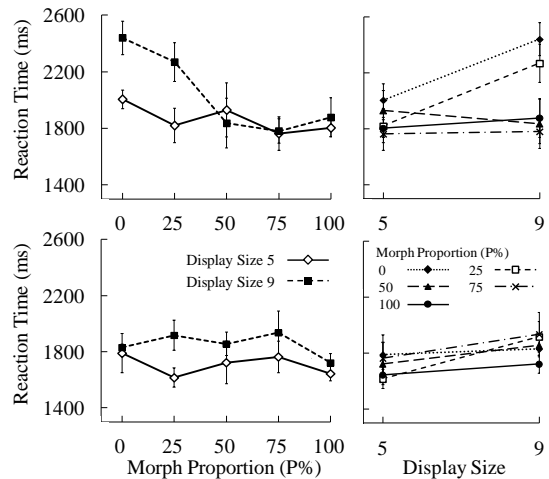 2600
2200
1800
1400
Reaction Time (ms)
0 25 50 75 100
5 9
2600
2200
1800
1400
Reaction Time (ms)
Display Size 5
Display Size 9
Morph Proportion (P%)
0 25
50 75
100
0 25 50 75 100
5 9
Morph Proportion (P%)
Display Size